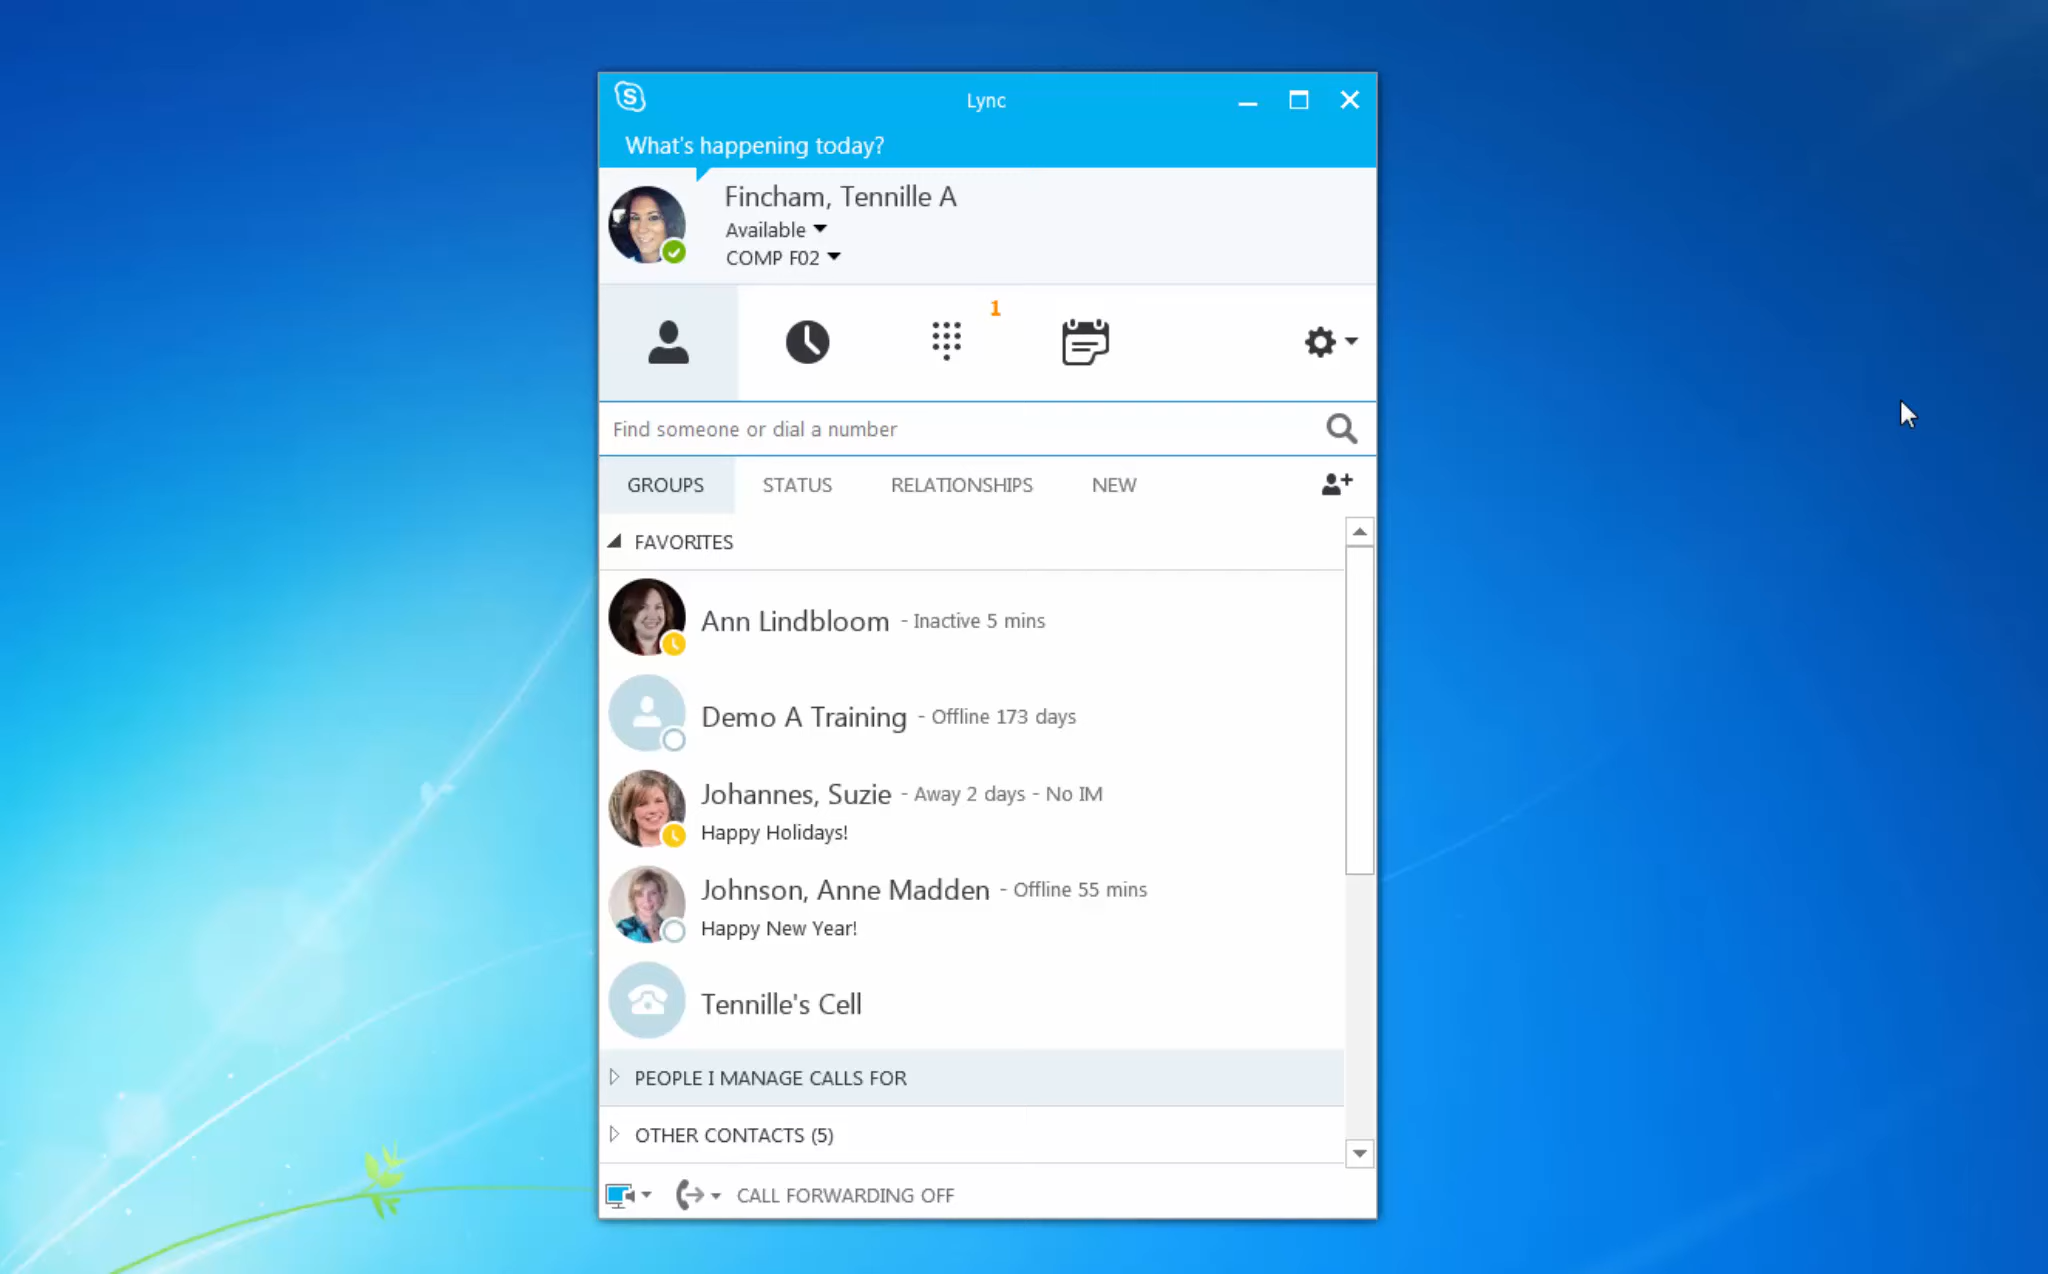 Lync
What's happening today?
Fincham, Tennille A
Available
COMP F02
1
Find someone or dial a number
GROUPS STATUS RELATIONSHIPS NEW
FAVORITES
Ann Lindbloom - Inactive 5 mins
Demo A Training - Offline 173 days
Johannes, Suzie - Away 2 days - No IM
Happy Holidays!
Johnson, Anne Madden - Offline 55 mins
Happy New Year!
Tennille's Cell
PEOPLE I MANAGE CALLS FOR
OTHER CONTACTS (5)
CALL FORWARDING OFF